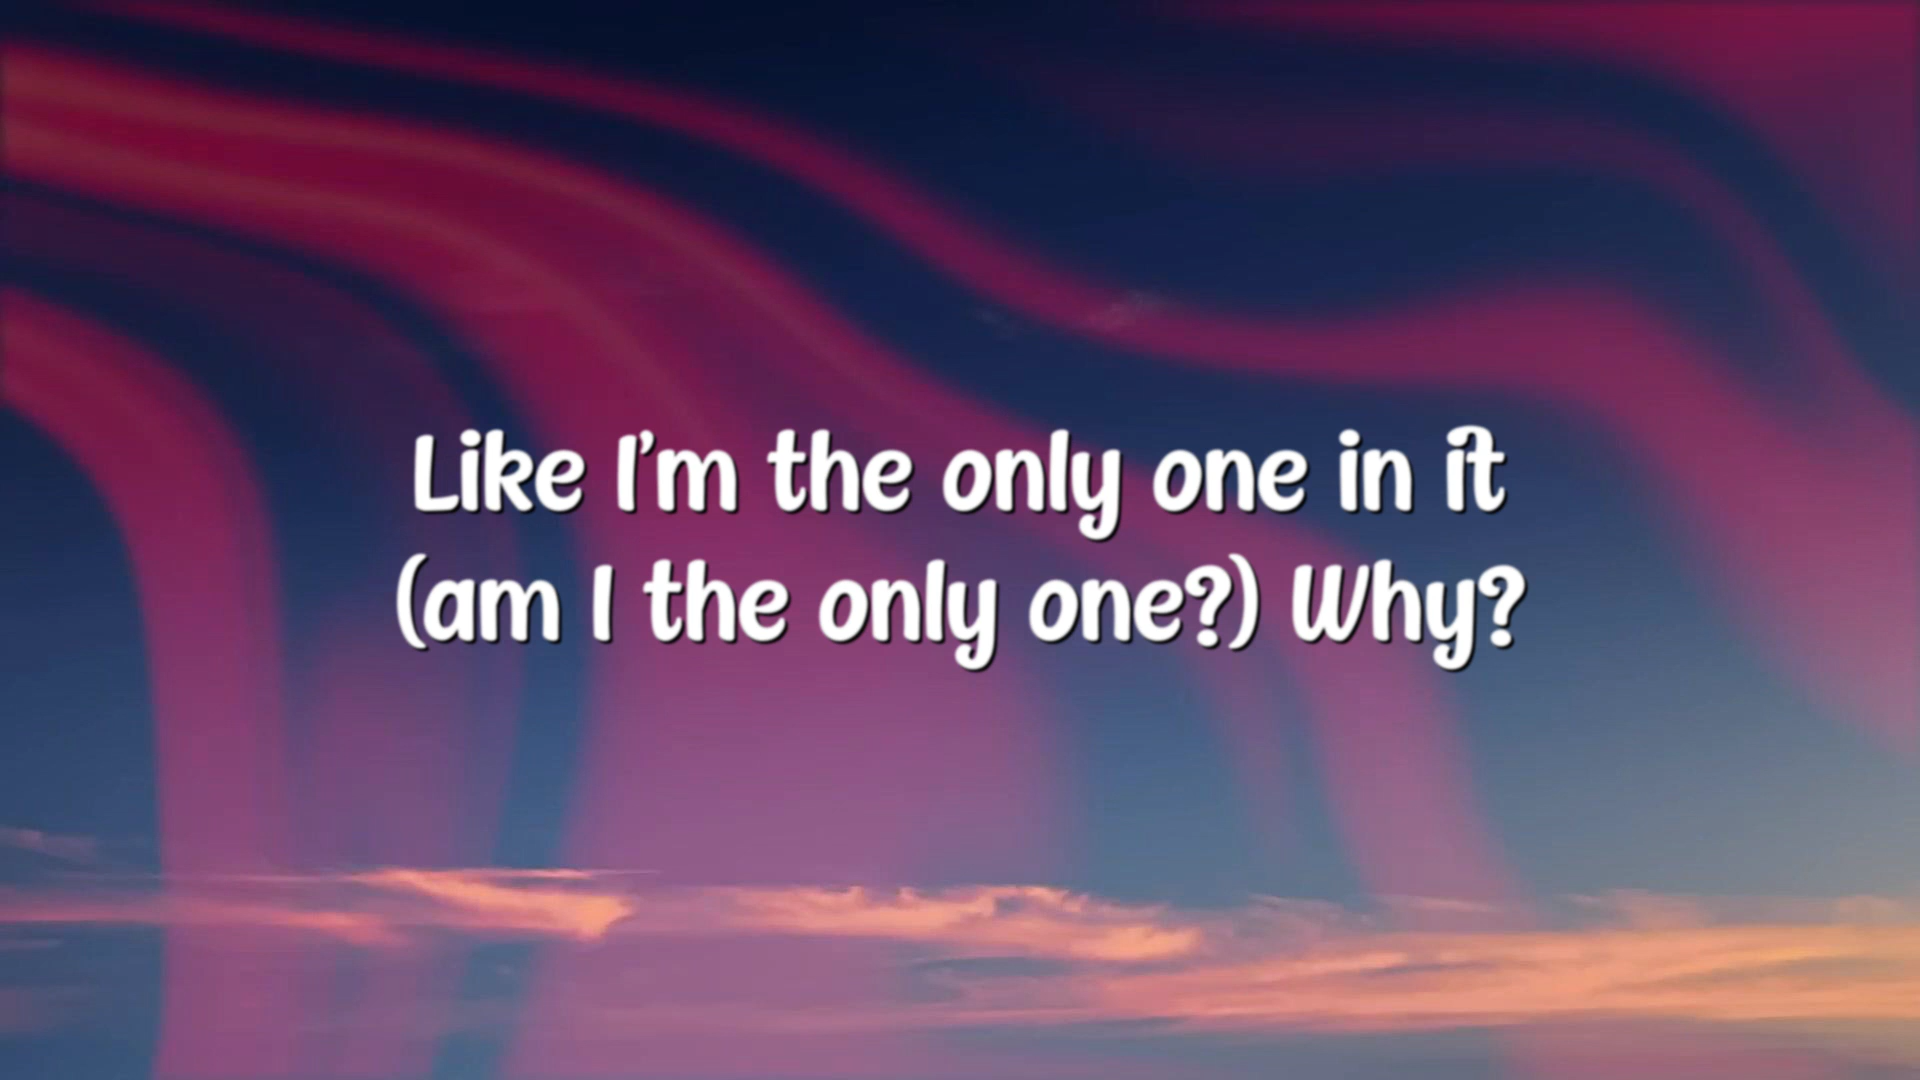 Like I'm the only one in it
(am I the only one?) Why?